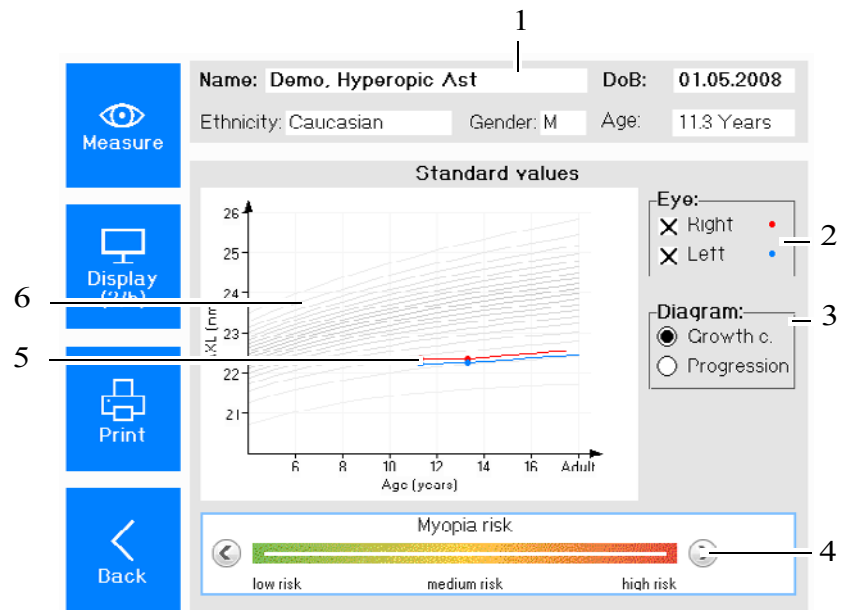 1
Name: Demo, Hyperopic Ast DoB: 01.05.2008
Ethnicity: Caucasian Gender: M Age: 11.3 Years
Measure
Display
Print
Back
Standard values
26
25
24
23
22
21
6 8 10 12 14 16 Adult
Age (years)
Eye:
Right
Left
2
Diagram:
Growth c.
Progression
3
6
5
Myopia risk
low risk medium risk high risk
4